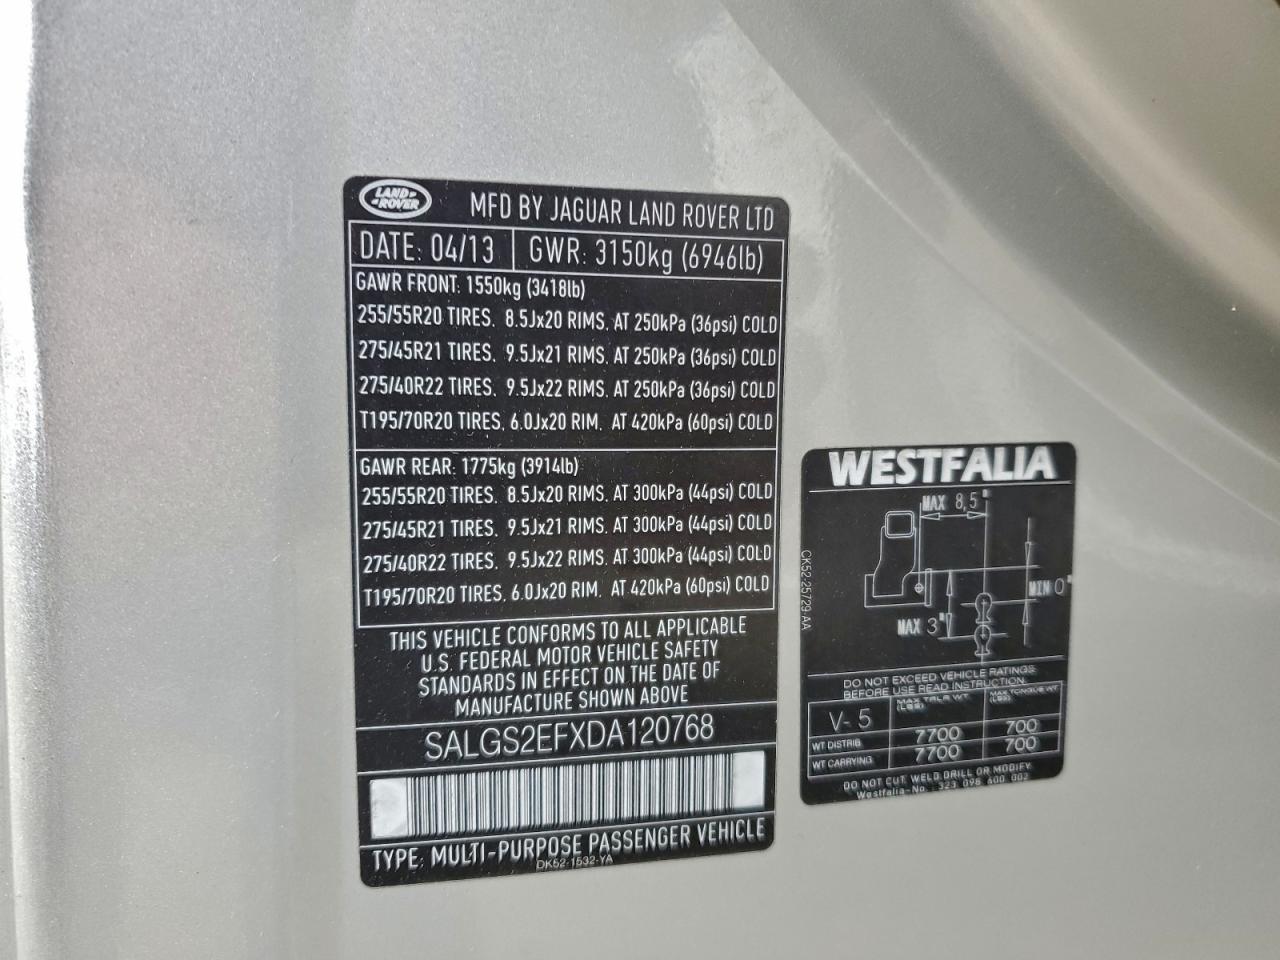 LAND-
ROVER
MFD BY JAGUAR LAND ROVER LTD
DATE: 04/13 GWR: 3150kg (6946lb)
GAWR FRONT: 1550kg (3418lb)
255/55R20 TIRES. 8.5Jx20 RIMS. AT 250kPa (36psi) COLD
275/45R21 TIRES. 9.5Jx21 RIMS. AT 250kPa (36psi) COLD
275/40R22 TIRES. 9.5Jx22 RIMS. AT 250kPa (36psi) COLD
T195/70R20 TIRES. 6.0Jx20 RIM. AT 420kPa (60psi) COLD
GAWR REAR: 1775kg (3914lb)
255/55R20 TIRES. 8.5Jx20 RIMS. AT 300kPa (44psi) COLD
275/45R21 TIRES. 9.5Jx21 RIMS. AT 300kPa (44psi) COLD
275/40R22 TIRES. 9.5Jx22 RIMS. AT 300kPa (44psi) COLD
T195/70R20 TIRES. 6.0Jx20 RIM. AT 420kPa (60psi) COLD
THIS VEHICLE CONFORMS TO ALL APPLICABLE
U.S. FEDERAL MOTOR VEHICLE SAFETY
STANDARDS IN EFFECT ON THE DATE OF
MANUFACTURE SHOWN ABOVE
SALGS2EFXDA120768
TYPE: MULTI-PURPOSE PASSENGER VEHICLE
DK52-1532-YA
WESTFALIA
MAX 8,5"
MIN 0"
MAX 3"
CK52-25729-AA
DO NOT EXCEED VEHICLE RATINGS
BEFORE USE READ INSTRUCTION.
V-5 MAX TRLR WT (LBS) MAX TONGUE WT (LBS)
WT DISTRIB 7700 700
WT CARRYING 7700 700
DO NOT CUT, WELD, DRILL OR MODIFY
Westfalia-No.: 323 098 600 002